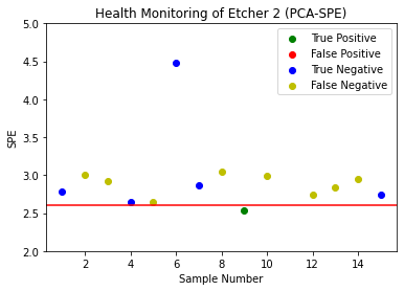 Health Monitoring of Etcher 2 (PCA-SPE)
5.0
4.5
4.0
3.5
3.0
2.5
2.0
SPE
True Positive
False Positive
True Negative
False Negative
2 4 6 8 10 12 14
Sample Number